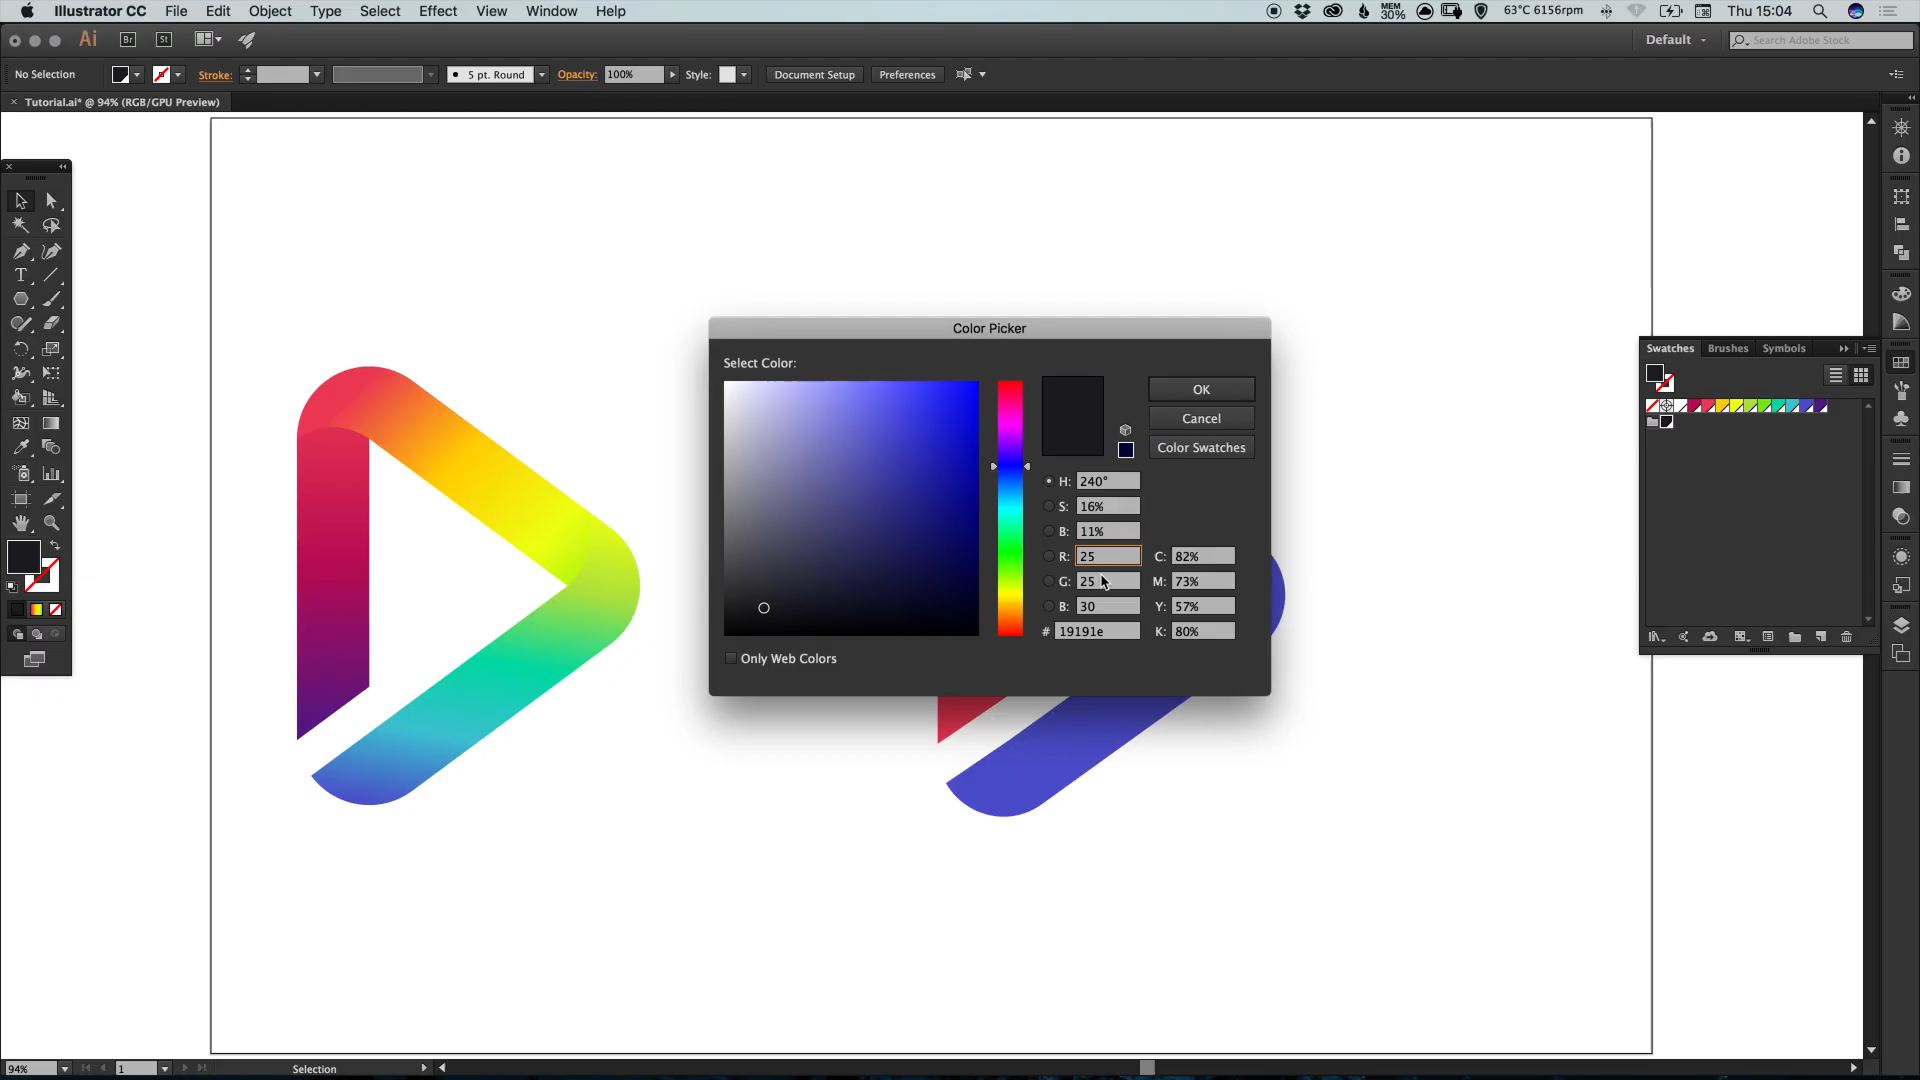 Illustrator CC File Edit Object Type Select Effect View Window Help MEM 30% 63°C 6156rpm Thu 15:04
Ai Br St Default Search Adobe Stock
No Selection Stroke: 5 pt. Round Opacity: 100% Style: Document Setup Preferences
Tutorial.ai* @ 94% (RGB/GPU Preview)
Color Picker
Select Color:
OK
Cancel
Color Swatches
H: 240°
S: 16%
B: 11%
R: 25 C: 82%
G: 25 M: 73%
B: 30 Y: 57%
# 19191e K: 80%
Only Web Colors
Swatches Brushes Symbols
94% 1 Selection